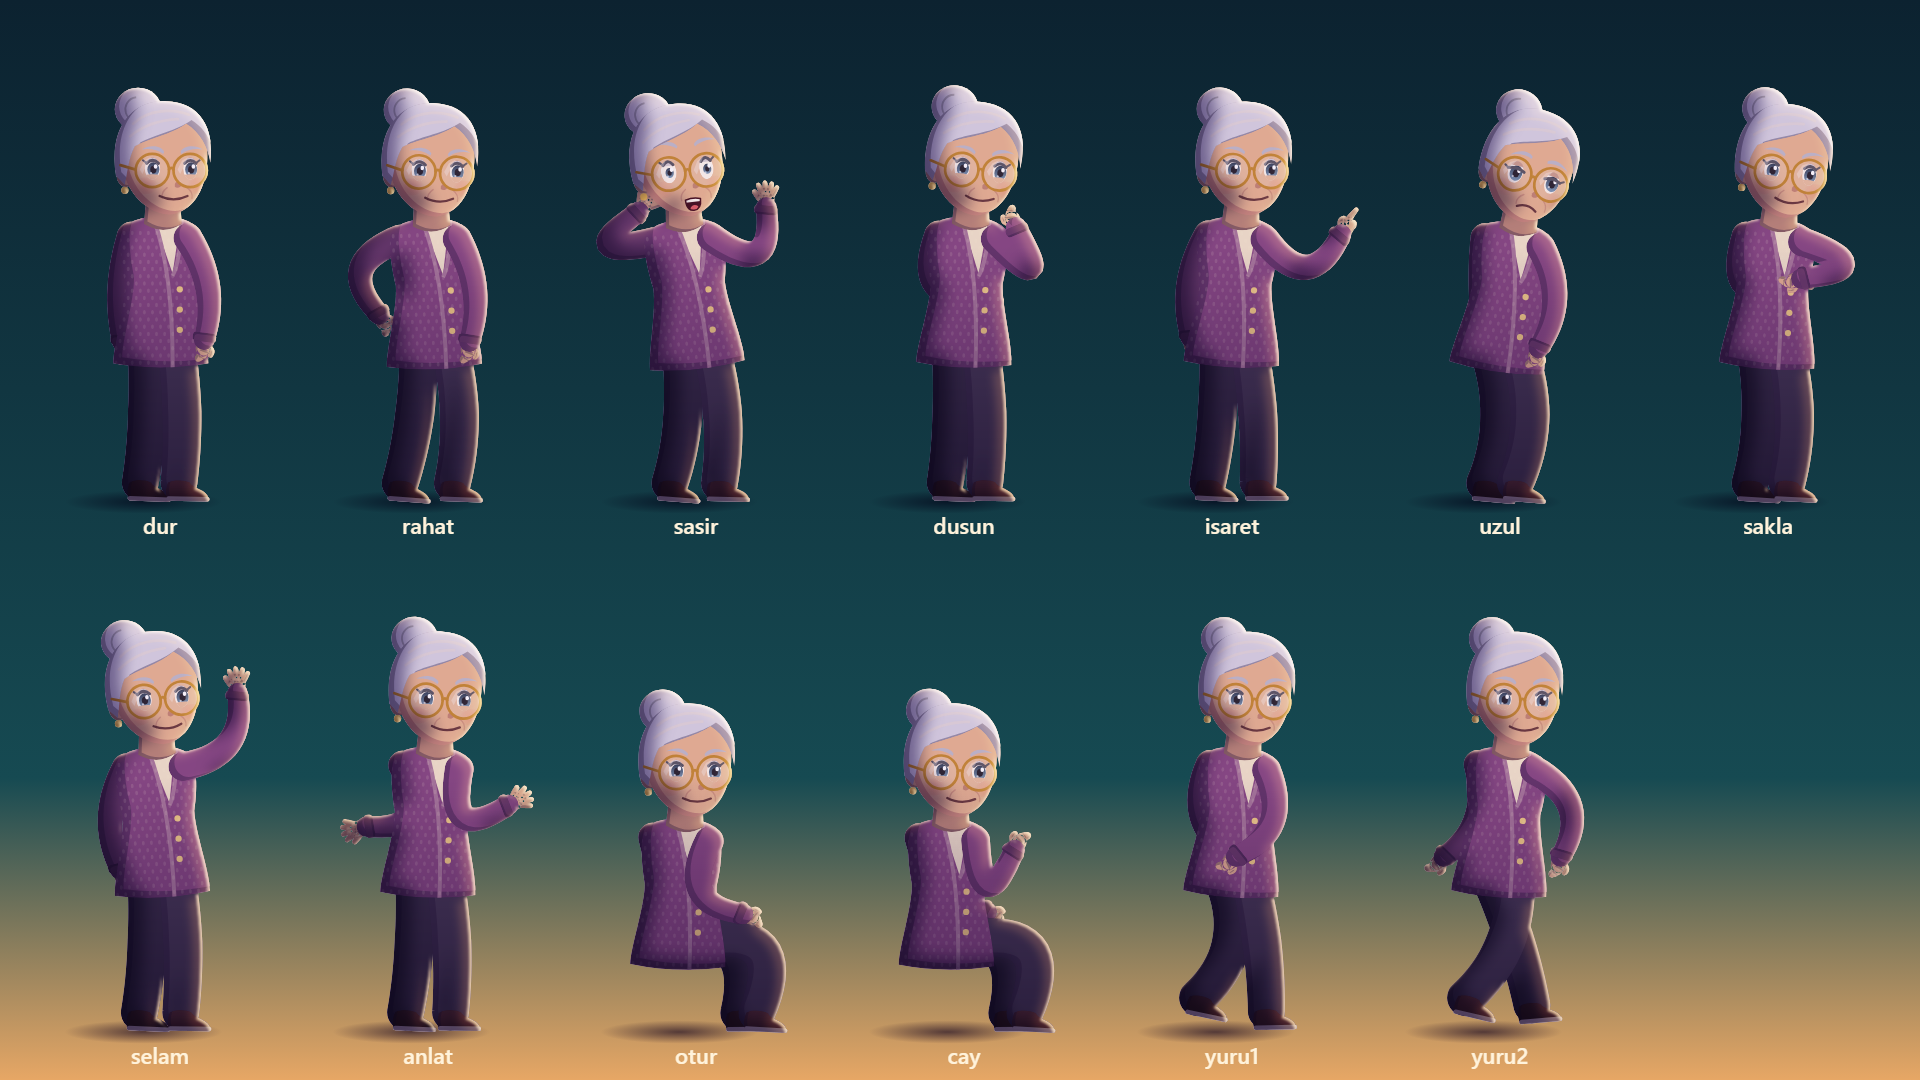 dur
rahat
sasir
dusun
isaret
uzul
sakla
selam
anlat
otur
cay
yuru1
yuru2